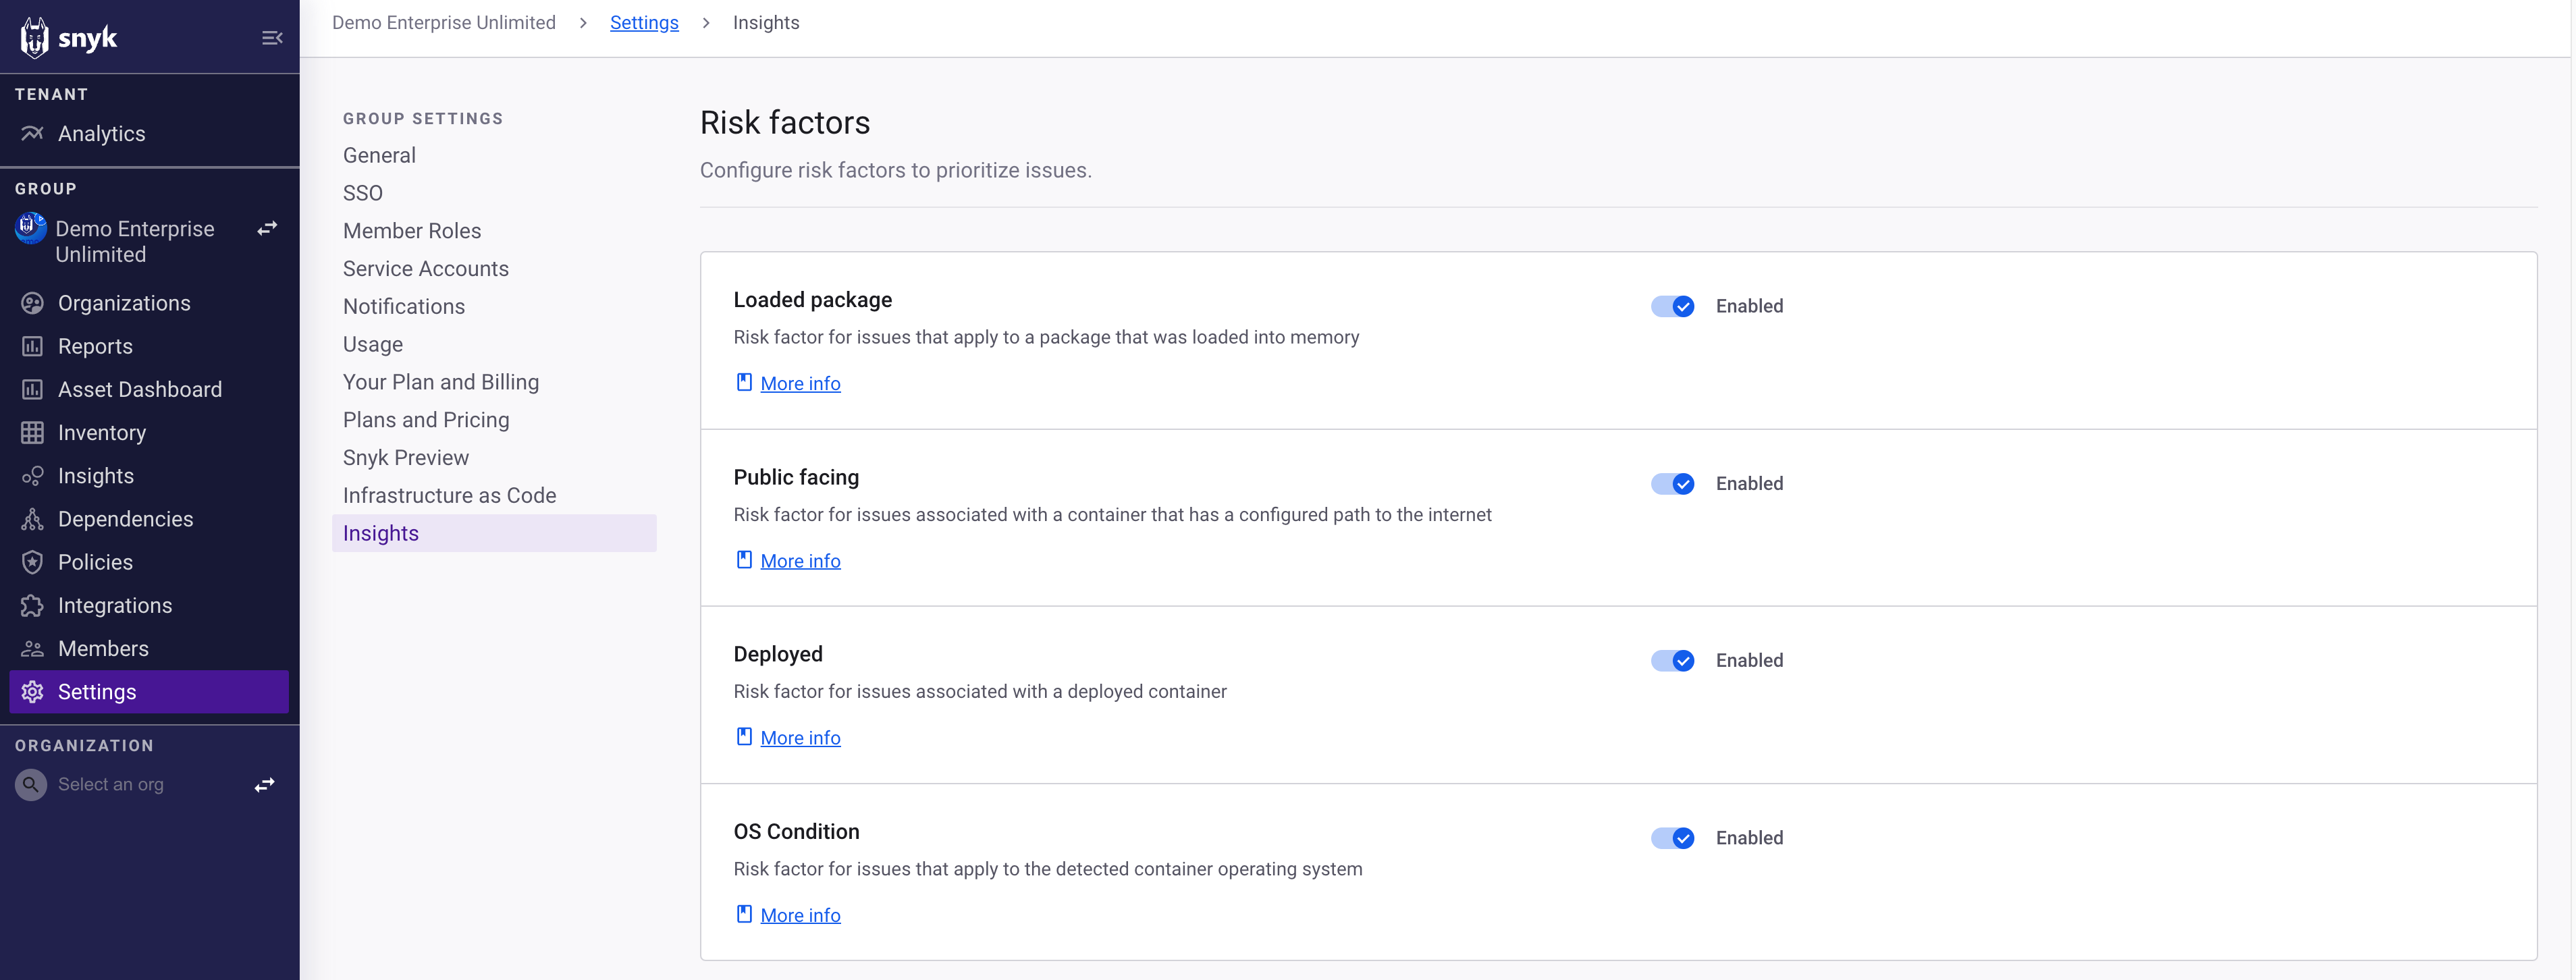 snyk
TENANT
Analytics
GROUP
Demo Enterprise
Unlimited
Organizations
Reports
Asset Dashboard
Inventory
Insights
Dependencies
Policies
Integrations
Members
Settings
ORGANIZATION
Select an org
Demo Enterprise Unlimited > Settings > Insights
GROUP SETTINGS
General
SSO
Member Roles
Service Accounts
Notifications
Usage
Your Plan and Billing
Plans and Pricing
Snyk Preview
Infrastructure as Code
Insights
Risk factors
Configure risk factors to prioritize issues.
Loaded package
Enabled
Risk factor for issues that apply to a package that was loaded into memory
More info
Public facing
Enabled
Risk factor for issues associated with a container that has a configured path to the internet
More info
Deployed
Enabled
Risk factor for issues associated with a deployed container
More info
OS Condition
Enabled
Risk factor for issues that apply to the detected container operating system
More info